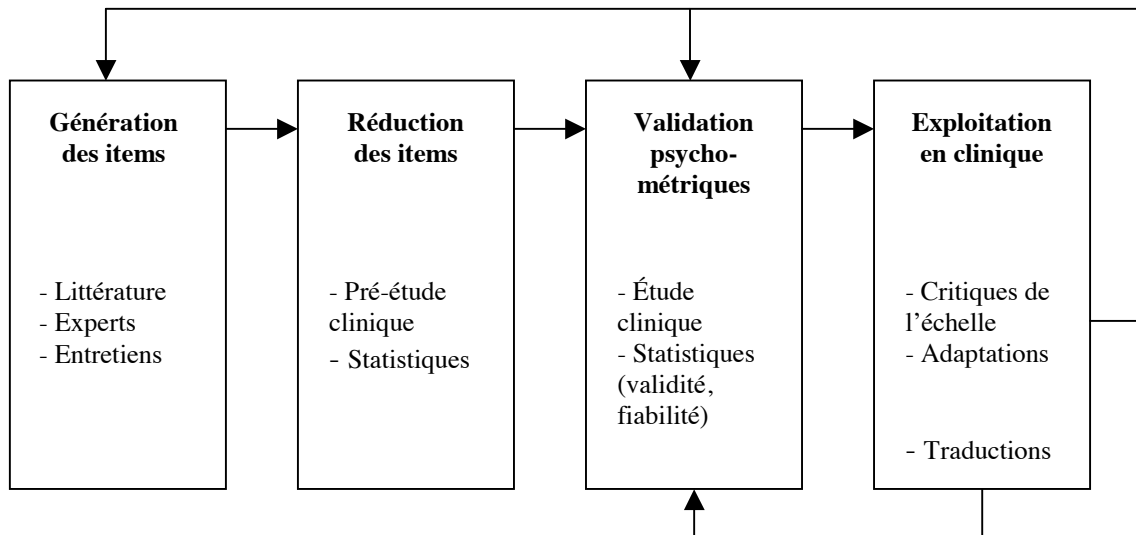 Génération
des items
- Littérature
- Experts
- Entretiens
Réduction
des items
- Pré-étude
clinique
- Statistiques
Validation
psycho-
métriques
- Étude
clinique
- Statistiques
(validité,
fiabilité)
Exploitation
en clinique
- Critiques de
l’échelle
- Adaptations
- Traductions